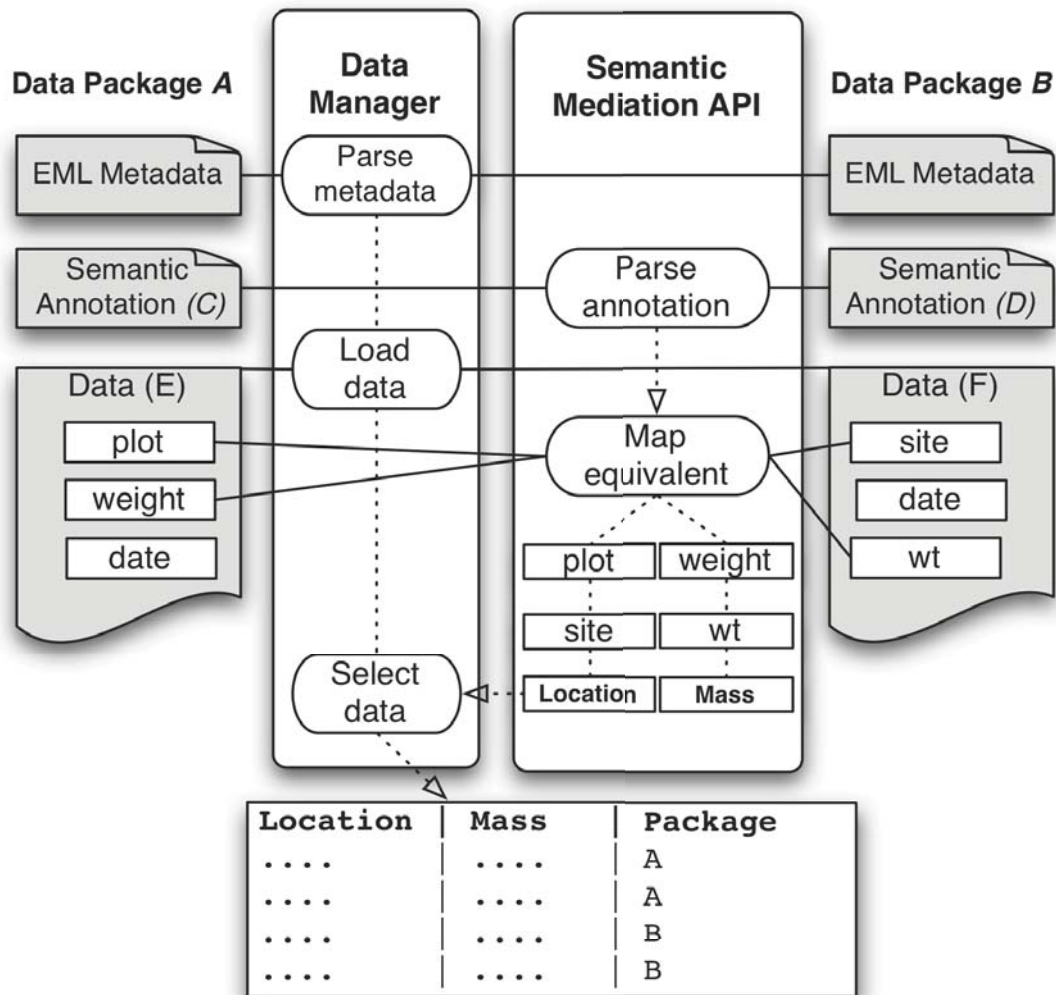 Data Package A
Data
Manager
Semantic
Mediation API
Data Package B
EML Metadata
Parse
metadata
EML Metadata
Semantic
Annotation (C)
Parse
annotation
Semantic
Annotation (D)
Load
data
Data (E)
plot
weight
date
Map
equivalent
Data (F)
site
date
wt
plot
weight
site
wt
Location
Mass
Select
data
Location | Mass | Package
.... | .... | A
.... | .... | A
.... | .... | B
.... | .... | B